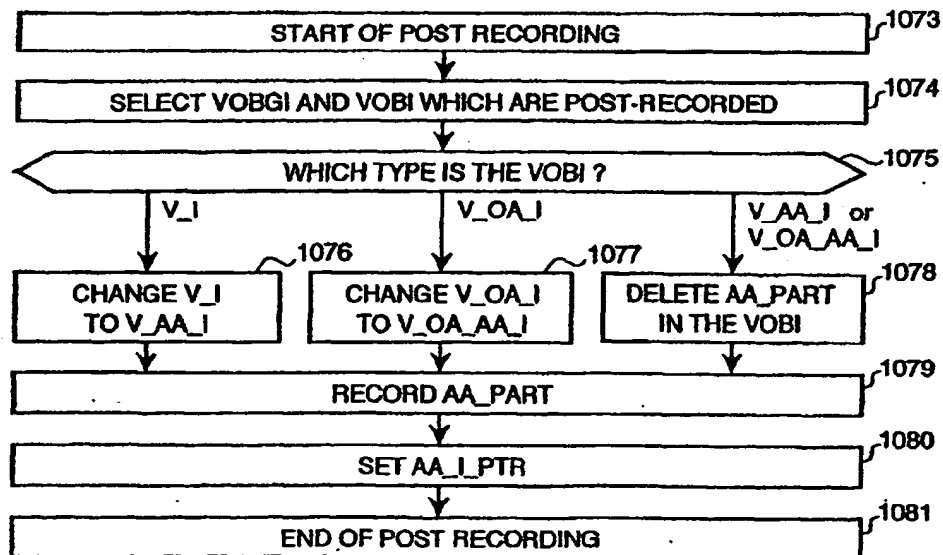 START OF POST RECORDING
1073
SELECT VOBGI AND VOBI WHICH ARE POST-RECORDED
1074
WHICH TYPE IS THE VOBI ?
1075
V_I
V_OA_I
V_AA_I or
V_OA_AA_I
1076
1077
1078
CHANGE V_I
TO V_AA_I
CHANGE V_OA_I
TO V_OA_AA_I
DELETE AA_PART
IN THE VOBI
1079
RECORD AA_PART
1080
SET AA_I_PTR
1081
END OF POST RECORDING